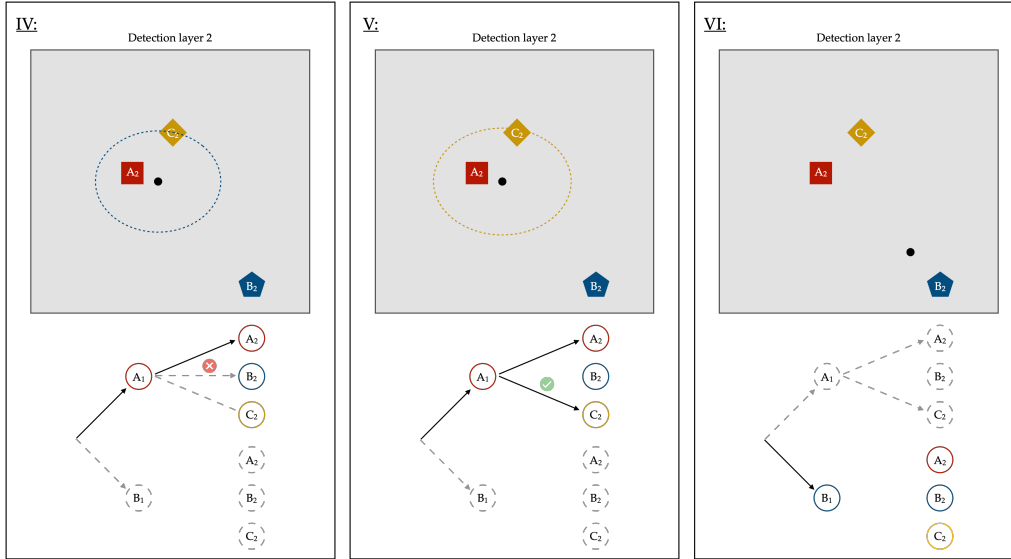 IV:
Detection layer 2
C₂
A₂
B₂
A₂
A₁
B₂
C₂
A₂
B₁
B₂
C₂
V:
Detection layer 2
C₂
A₂
B₂
A₂
A₁
B₂
C₂
A₂
B₁
B₂
C₂
VI:
Detection layer 2
C₂
A₂
B₂
A₂
A₁
B₂
C₂
A₂
B₁
B₂
C₂